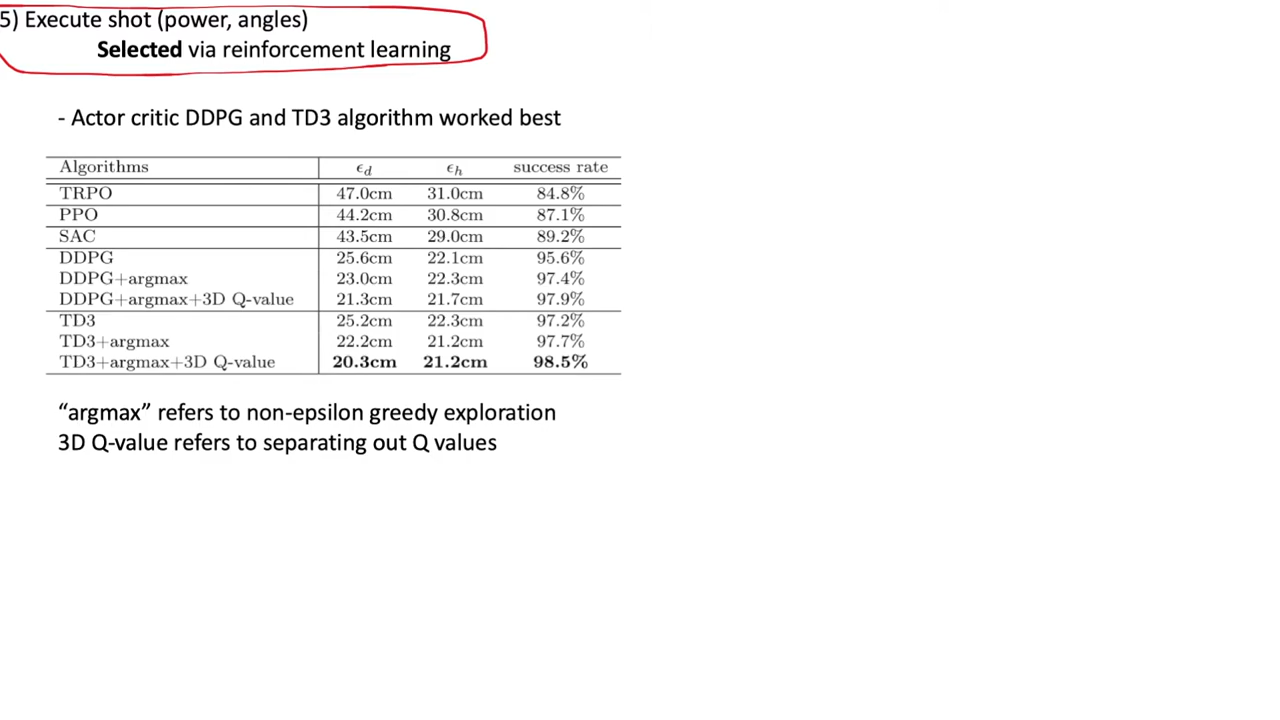 5) Execute shot (power, angles)
Selected via reinforcement learning
- Actor critic DDPG and TD3 algorithm worked best
Algorithms ϵd ϵh success rate
TRPO 47.0cm 31.0cm 84.8%
PPO 44.2cm 30.8cm 87.1%
SAC 43.5cm 29.0cm 89.2%
DDPG 25.6cm 22.1cm 95.6%
DDPG+argmax 23.0cm 22.3cm 97.4%
DDPG+argmax+3D Q-value 21.3cm 21.7cm 97.9%
TD3 25.2cm 22.3cm 97.2%
TD3+argmax 22.2cm 21.2cm 97.7%
TD3+argmax+3D Q-value 20.3cm 21.2cm 98.5%
“argmax” refers to non-epsilon greedy exploration
3D Q-value refers to separating out Q values